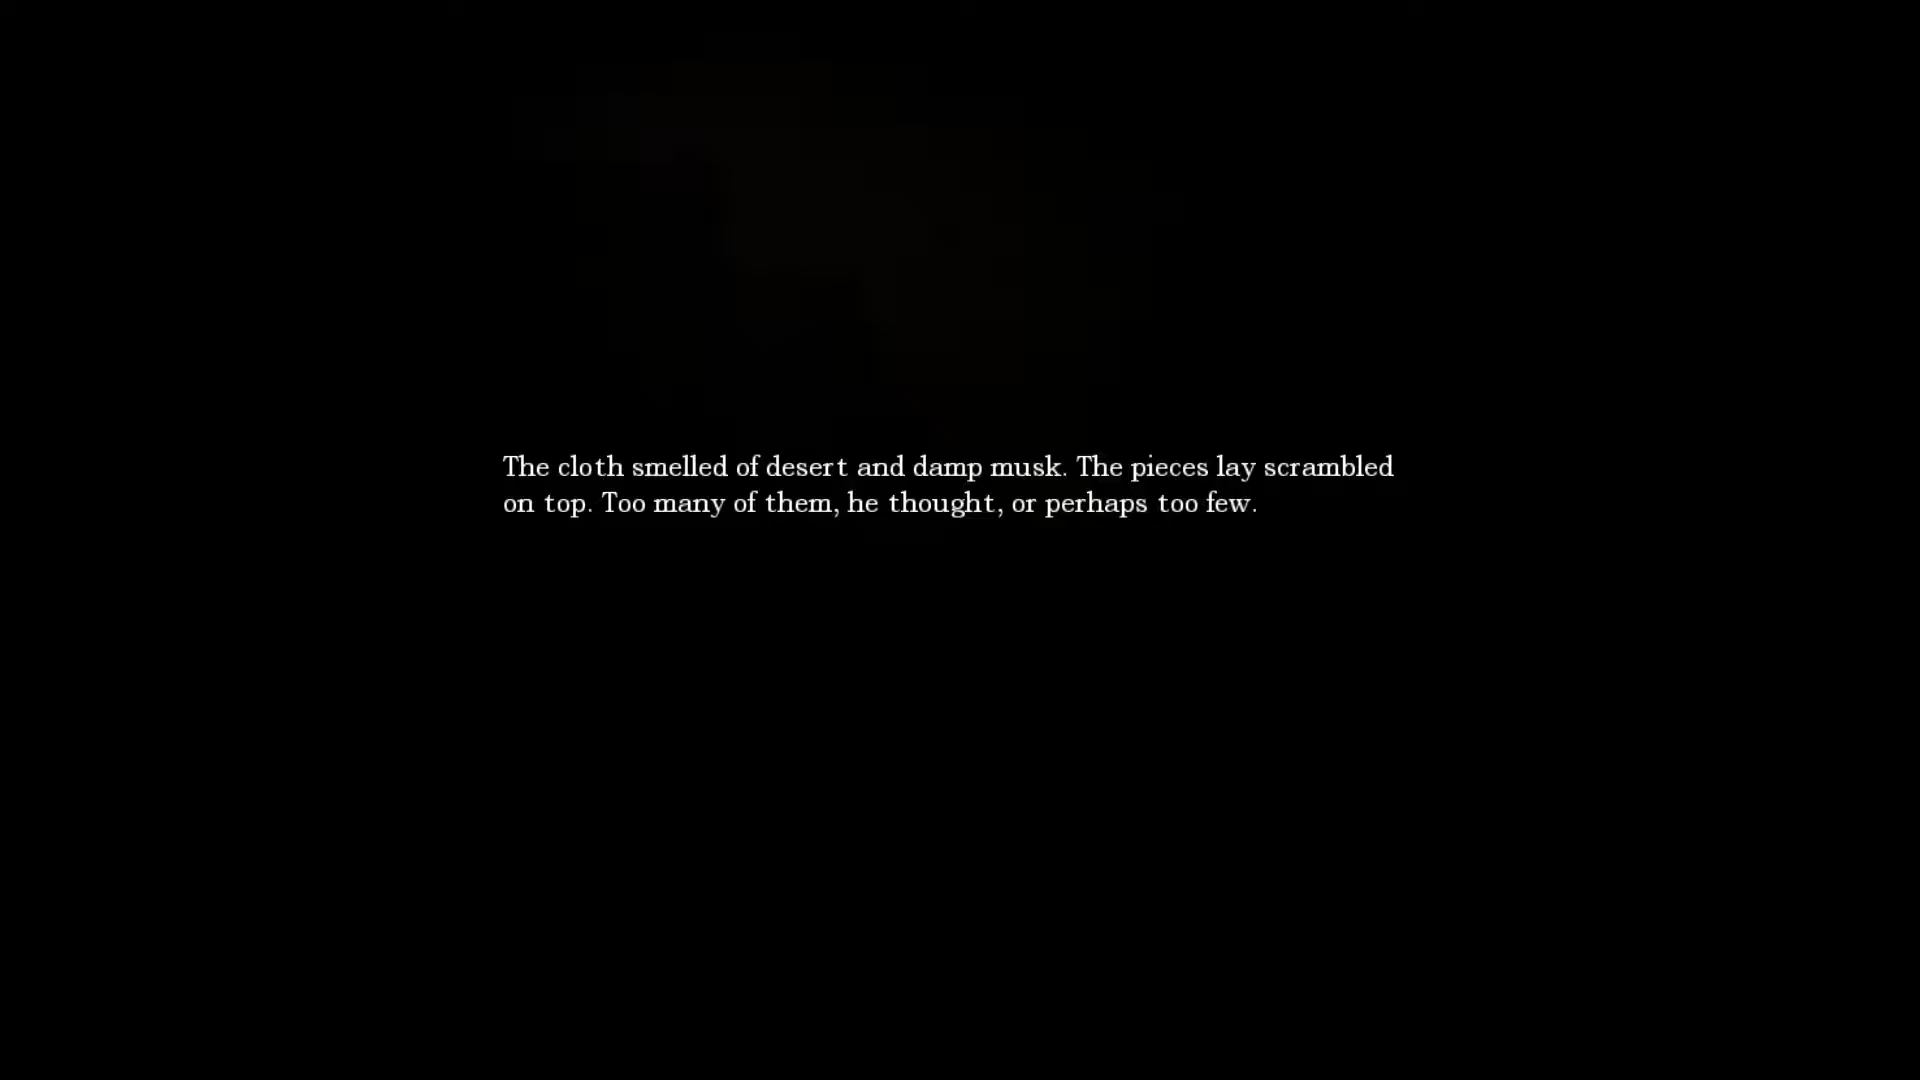 The cloth smelled of desert and damp musk. The pieces lay scrambled
on top. Too many of them, he thought, or perhaps too few.